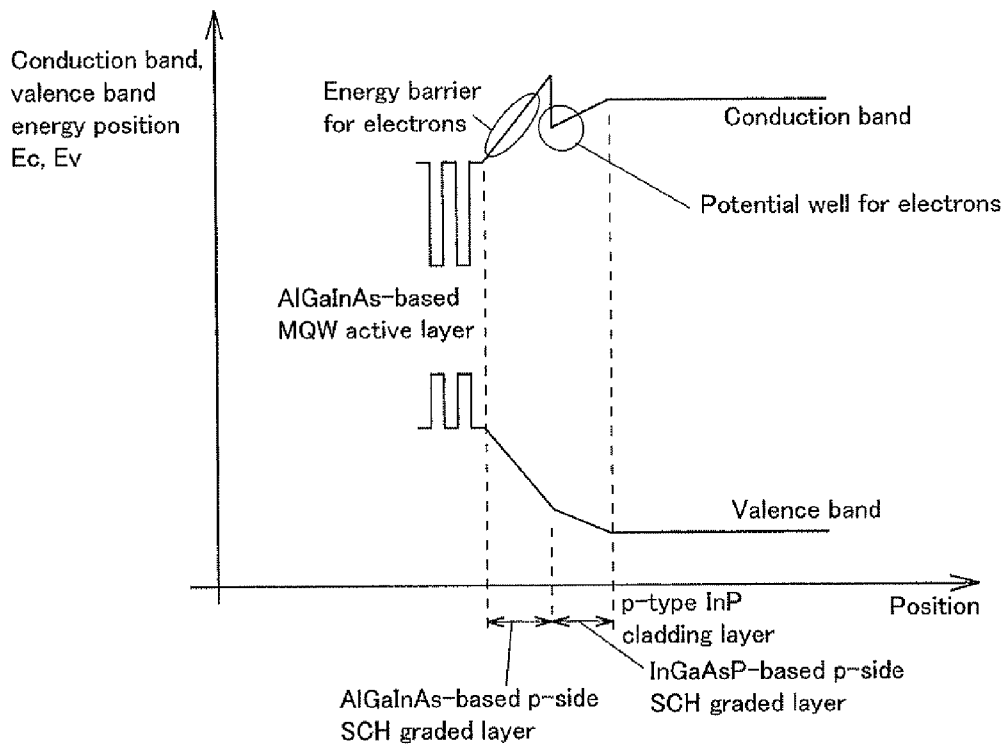 Conduction band,
valence band
energy position
Ec, Ev
Energy barrier
for electrons
Conduction band
Potential well for electrons
AlGaInAs-based
MQW active layer
Valence band
Position
p-type InP
cladding layer
InGaAsP-based p-side
SCH graded layer
AlGaInAs-based p-side
SCH graded layer